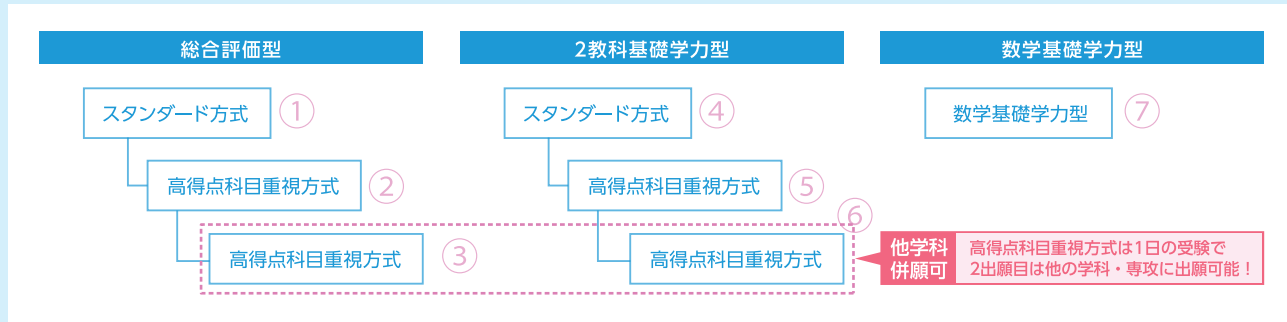 総合評価型
スタンダード方式 ①
高得点科目重視方式 ②
高得点科目重視方式 ③
2教科基礎学力型
スタンダード方式 ④
高得点科目重視方式 ⑤
⑥
高得点科目重視方式
数学基礎学力型
数学基礎学力型 ⑦
他学科
併願可
高得点科目重視方式は1日の受験で
2出願目は他の学科・専攻に出願可能！